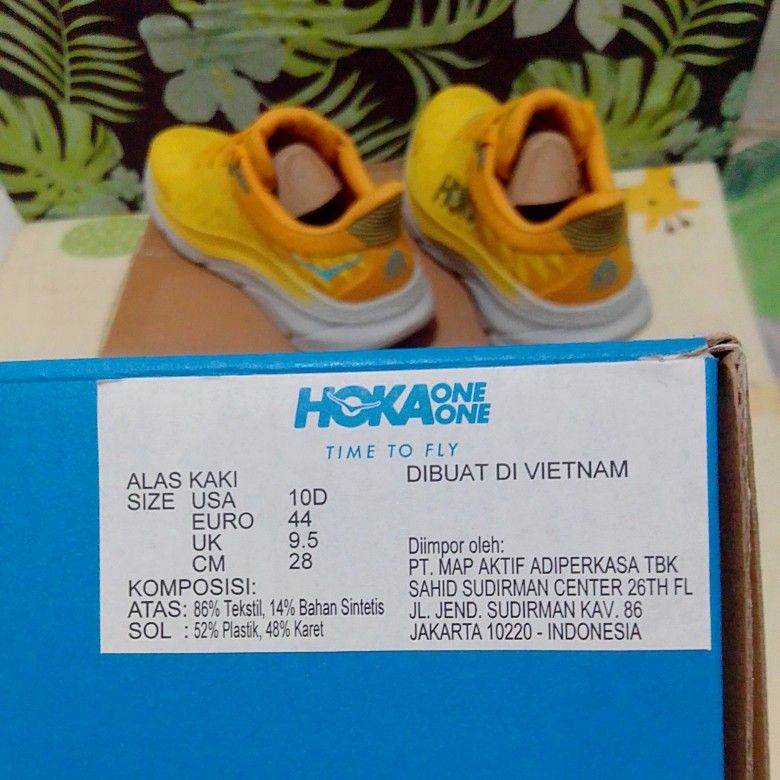 HOKA
HOKA ONE ONE
TIME TO FLY
ALAS KAKI
SIZE USA 10D
EURO 44
UK 9.5
CM 28
KOMPOSISI:
ATAS: 86% Tekstil, 14% Bahan Sintetis
SOL : 52% Plastik, 48% Karet
DIBUAT DI VIETNAM
Diimpor oleh:
PT. MAP AKTIF ADIPERKASA TBK
SAHID SUDIRMAN CENTER 26TH FL
JL. JEND. SUDIRMAN KAV. 86
JAKARTA 10220 - INDONESIA